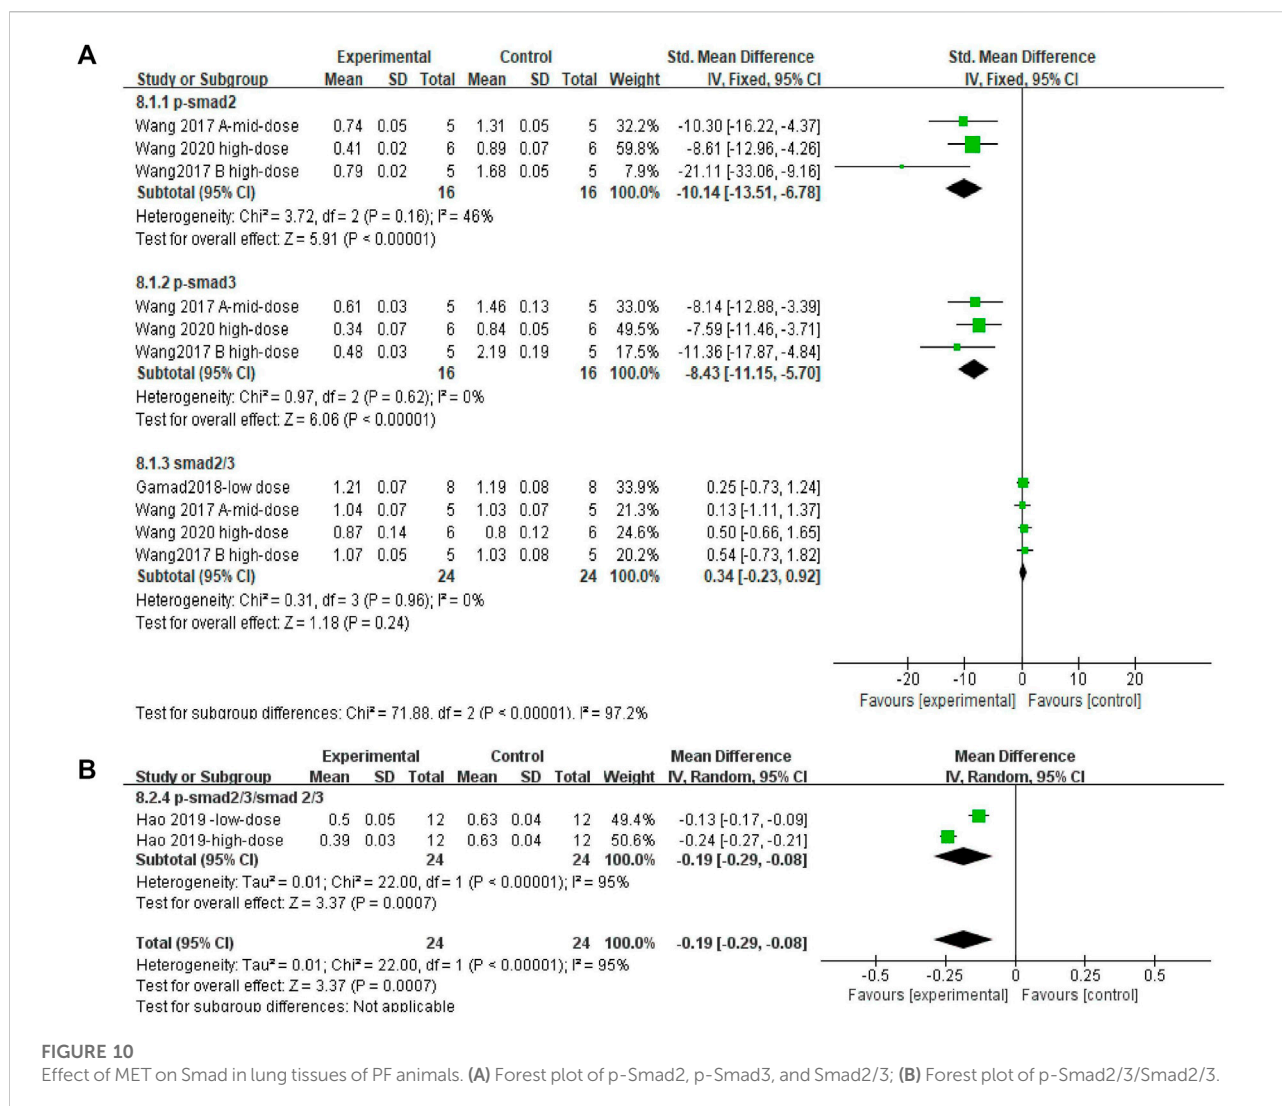 A
Experimental Control Std. Mean Difference Std. Mean Difference
Study or Subgroup Mean SD Total Mean SD Total Weight IV, Fixed, 95% CI IV, Fixed, 95% CI
8.1.1 p-smad2
Wang 2017 A-mid-dose 0.74 0.05 5 1.31 0.05 5 32.2% -10.30 [-16.22, -4.37]
Wang 2020 high-dose 0.41 0.02 6 0.89 0.07 6 59.8% -8.61 [-12.96, -4.26]
Wang2017 B high-dose 0.79 0.02 5 1.68 0.05 5 7.9% -21.11 [-33.06, -9.16]
Subtotal (95% CI) 16 16 100.0% -10.14 [-13.51, -6.78]
Heterogeneity: Chi² = 3.72, df = 2 (P = 0.16); I² = 46%
Test for overall effect: Z = 5.91 (P < 0.00001)
8.1.2 p-smad3
Wang 2017 A-mid-dose 0.61 0.03 5 1.46 0.13 5 33.0% -8.14 [-12.88, -3.39]
Wang 2020 high-dose 0.34 0.07 6 0.84 0.05 6 49.5% -7.59 [-11.46, -3.71]
Wang2017 B high-dose 0.48 0.03 5 2.19 0.19 5 17.5% -11.36 [-17.87, -4.84]
Subtotal (95% CI) 16 16 100.0% -8.43 [-11.15, -5.70]
Heterogeneity: Chi² = 0.97, df = 2 (P = 0.62); I² = 0%
Test for overall effect: Z = 6.06 (P < 0.00001)
8.1.3 smad2/3
Gamad2018-low dose 1.21 0.07 8 1.19 0.08 8 33.9% 0.25 [-0.73, 1.24]
Wang 2017 A-mid-dose 1.04 0.07 5 1.03 0.07 5 21.3% 0.13 [-1.11, 1.37]
Wang 2020 high-dose 0.87 0.14 6 0.8 0.12 6 24.6% 0.50 [-0.66, 1.65]
Wang2017 B high-dose 1.07 0.05 5 1.03 0.08 5 20.2% 0.54 [-0.73, 1.82]
Subtotal (95% CI) 24 24 100.0% 0.34 [-0.23, 0.92]
Heterogeneity: Chi² = 0.31, df = 3 (P = 0.96); I² = 0%
Test for overall effect: Z = 1.18 (P = 0.24)
-20 -10 0 10 20
Favours [experimental] Favours [control]
Test for subgroup differences: Chi² = 71.88, df = 2 (P < 0.00001), I² = 97.2%
B
Experimental Control Mean Difference Mean Difference
Study or Subgroup Mean SD Total Mean SD Total Weight IV, Random, 95% CI IV, Random, 95% CI
8.2.4 p-smad2/3/smad 2/3
Hao 2019 -low-dose 0.5 0.05 12 0.63 0.04 12 49.4% -0.13 [-0.17, -0.09]
Hao 2019-high-dose 0.39 0.03 12 0.63 0.04 12 50.6% -0.24 [-0.27, -0.21]
Subtotal (95% CI) 24 24 100.0% -0.19 [-0.29, -0.08]
Heterogeneity: Tau² = 0.01; Chi² = 22.00, df = 1 (P < 0.00001); I² = 95%
Test for overall effect: Z = 3.37 (P = 0.0007)
Total (95% CI) 24 24 100.0% -0.19 [-0.29, -0.08]
Heterogeneity: Tau² = 0.01; Chi² = 22.00, df = 1 (P < 0.00001); I² = 95%
Test for overall effect: Z = 3.37 (P = 0.0007)
Test for subgroup differences: Not applicable
-0.5 -0.25 0 0.25 0.5
Favours [experimental] Favours [control]
FIGURE 10
Effect of MET on Smad in lung tissues of PF animals. (A) Forest plot of p-Smad2, p-Smad3, and Smad2/3; (B) Forest plot of p-Smad2/3/Smad2/3.